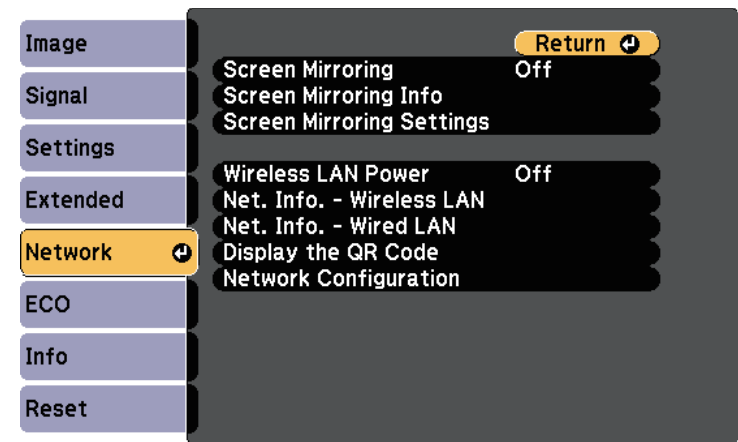 Image
Signal
Settings
Extended
Network
ECO
Info
Reset
Return
Screen Mirroring Off
Screen Mirroring Info
Screen Mirroring Settings
Wireless LAN Power Off
Net. Info. - Wireless LAN
Net. Info. - Wired LAN
Display the QR Code
Network Configuration